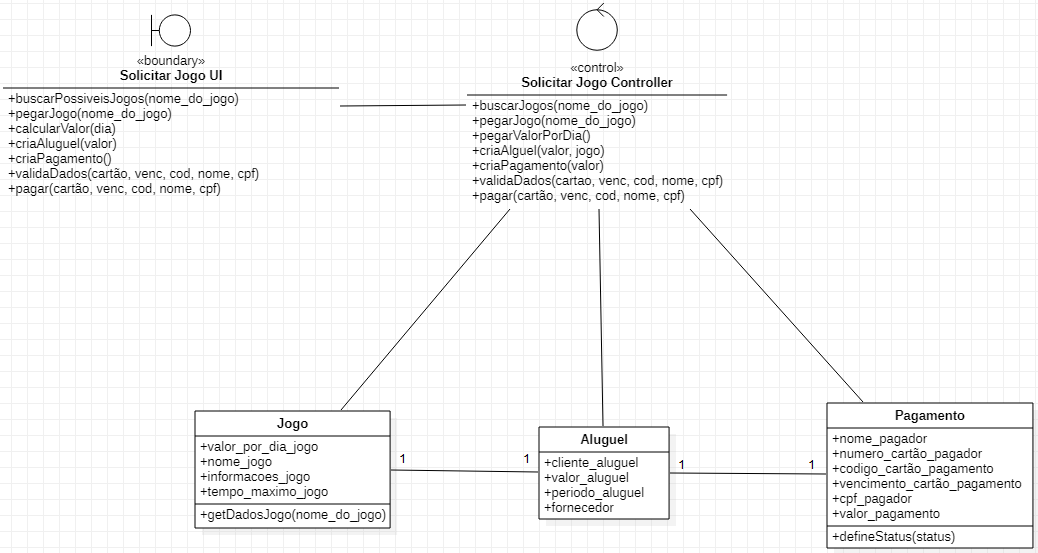 «boundary»
Solicitar Jogo UI
+buscarPossiveisJogos(nome_do_jogo)
+pegarJogo(nome_do_jogo)
+calcularValor(dia)
+criaAluguel(valor)
+criaPagamento()
+validaDados(cartão, venc, cod, nome, cpf)
+pagar(cartão, venc, cod, nome, cpf)
«control»
Solicitar Jogo Controller
+buscarJogos(nome_do_jogo)
+pegarJogo(nome_do_jogo)
+pegarValorPorDia()
+criaAlguel(valor, jogo)
+criaPagamento(valor)
+validaDados(cartao, venc, cod, nome, cpf)
+pagar(cartão, venc, cod, nome, cpf)
Jogo
+valor_por_dia_jogo
+nome_jogo
+informacoes_jogo
+tempo_maximo_jogo
+getDadosJogo(nome_do_jogo)
1
1
Aluguel
+cliente_aluguel
+valor_aluguel
+periodo_aluguel
+fornecedor
1
1
Pagamento
+nome_pagador
+numero_cartão_pagador
+codigo_cartão_pagamento
+vencimento_cartão_pagamento
+cpf_pagador
+valor_pagamento
+defineStatus(status)